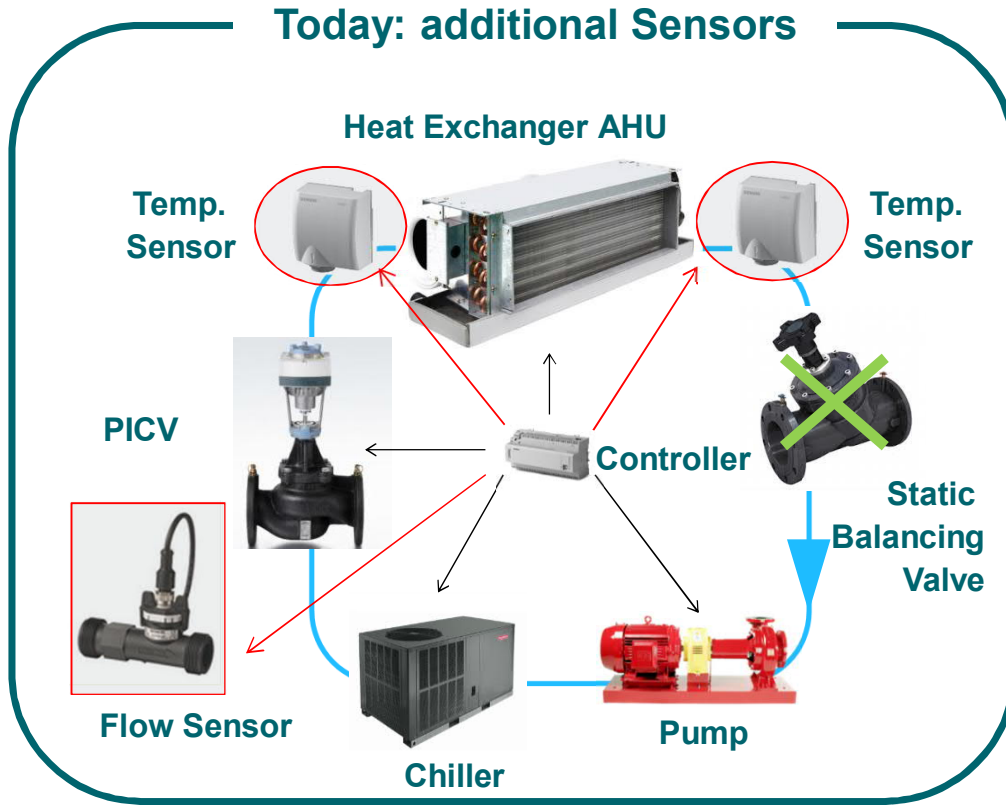 Today: additional Sensors
Heat Exchanger AHU
Temp.
Sensor
Temp.
Sensor
PICV
Controller
Static
Balancing
Valve
Flow Sensor
Chiller
Pump